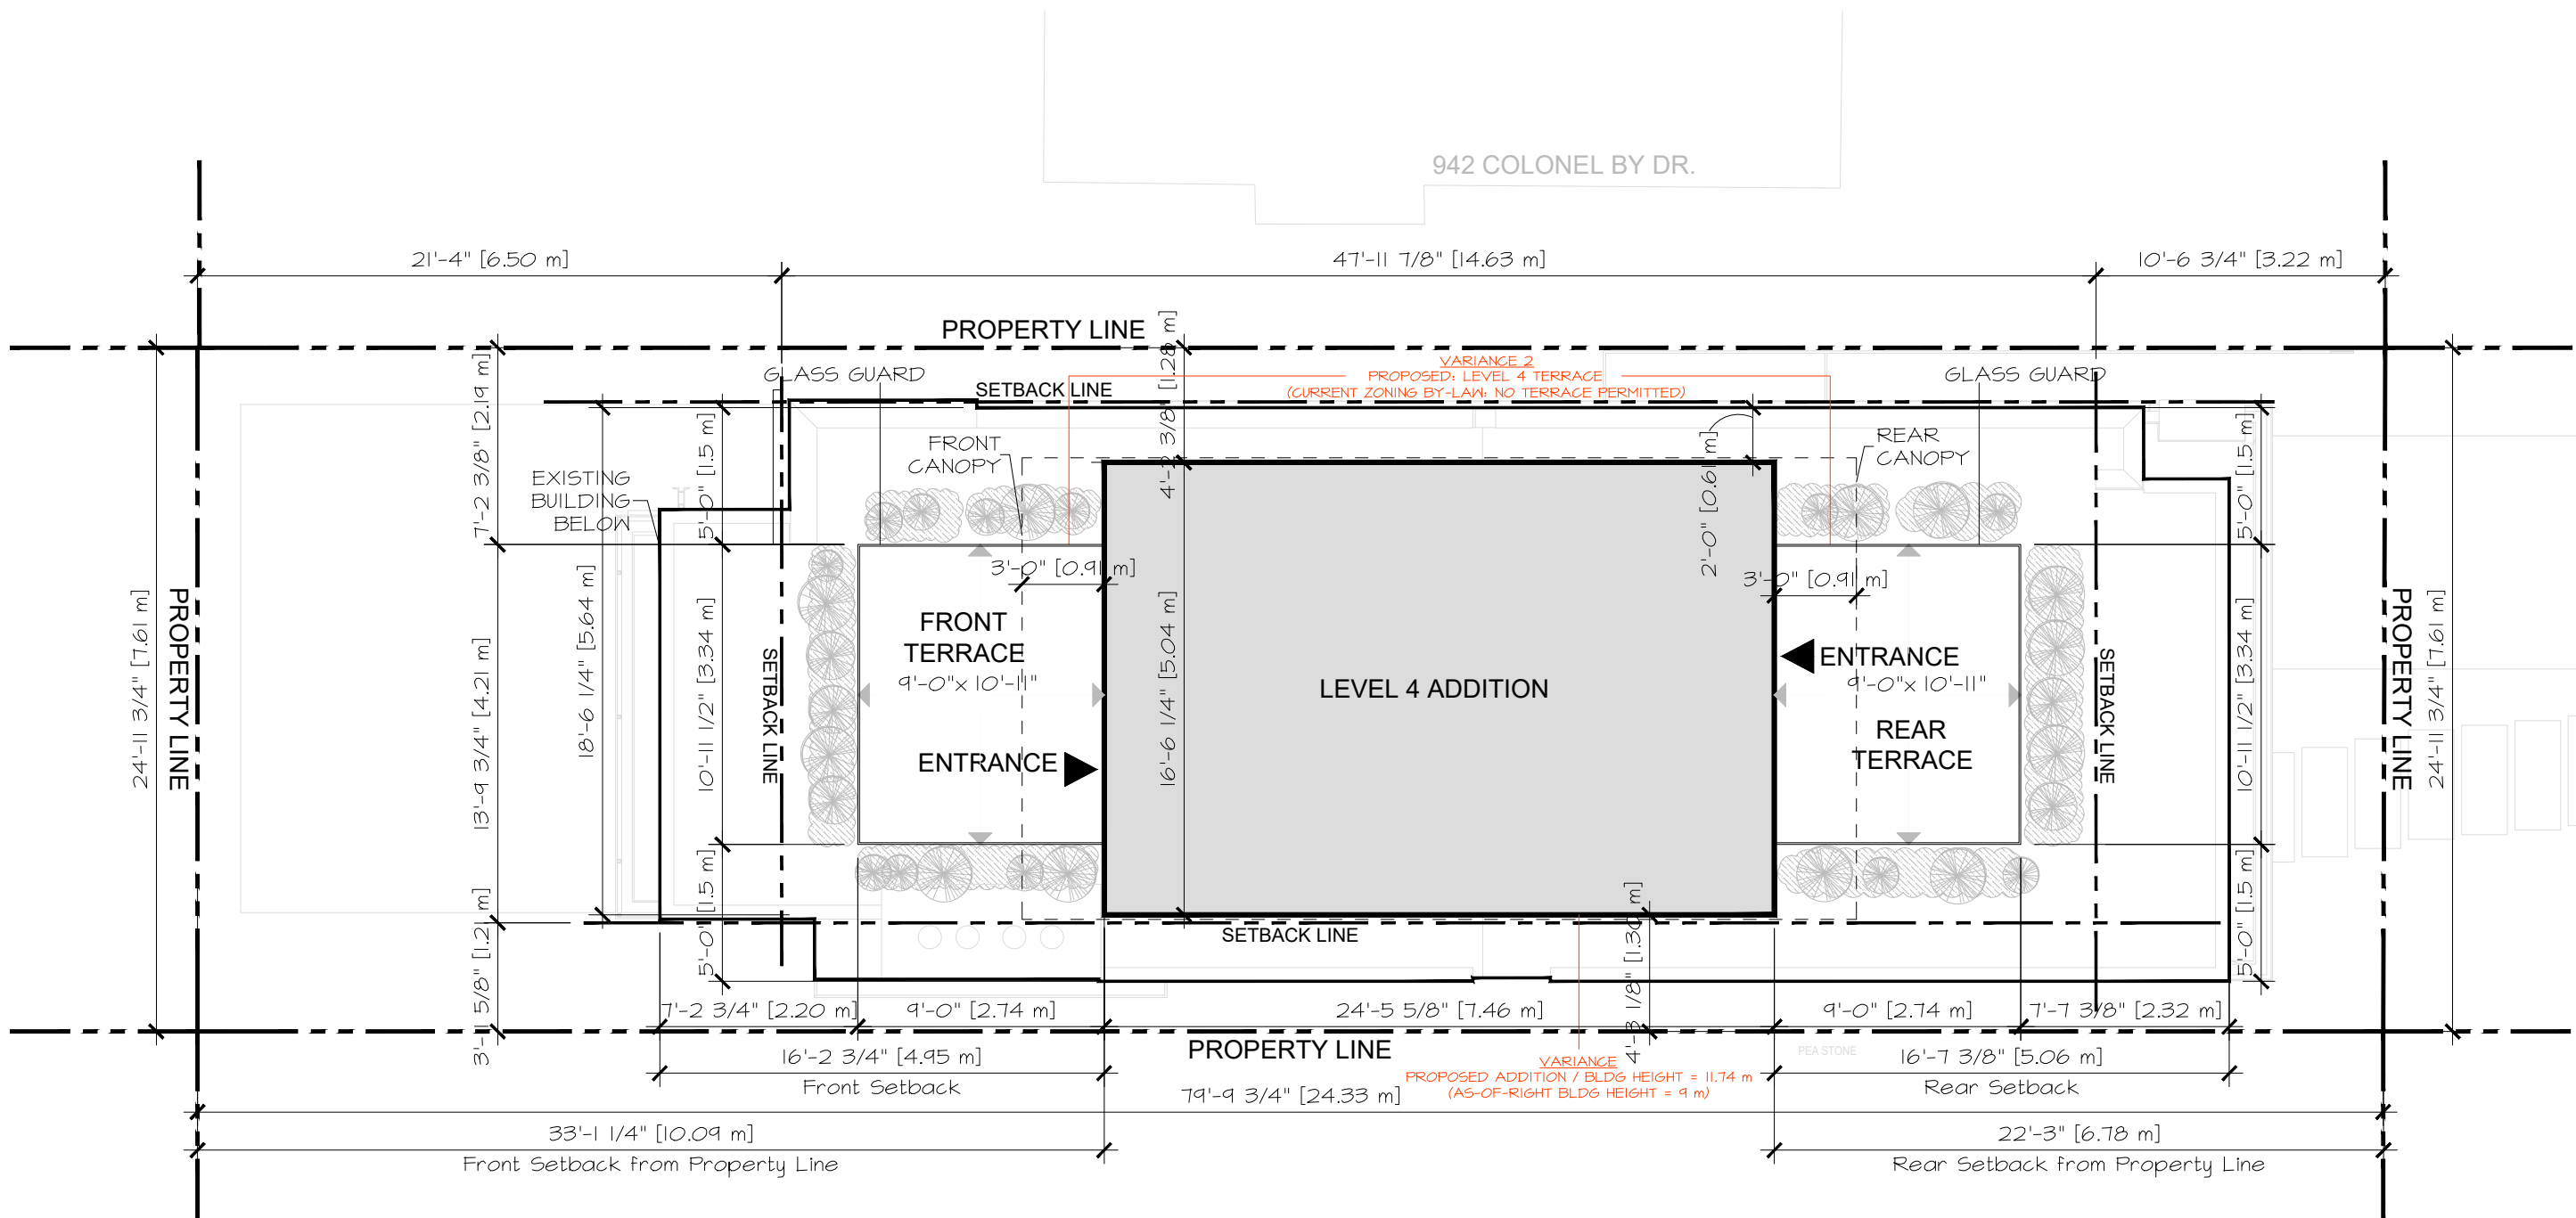 942 COLONEL BY DR.
21'-4" [6.50 m]
47'-11 7/8" [14.63 m]
10'-6 3/4" [3.22 m]
PROPERTY LINE
4'-2 3/8" [1.28 m]
VARIANCE 2
PROPOSED: LEVEL 4 TERRACE
(CURRENT ZONING BY-LAW: NO TERRACE PERMITTED)
GLASS GUARD
SETBACK LINE
GLASS GUARD
7'-2 3/8" [2.19 m]
5'-0" [1.5 m]
FRONT
CANOPY
REAR
CANOPY
2'-0" [0.61 m]
5'-0" [1.5 m]
EXISTING
BUILDING
BELOW
3'-0" [0.91 m]
3'-0" [0.91 m]
24'-11 3/4" [7.61 m]
PROPERTY LINE
13'-9 3/4" [4.21 m]
18'-6 1/4" [5.64 m]
10'-11 1/2" [3.34 m]
SETBACK LINE
FRONT
TERRACE
9'-0"x 10'-11"
ENTRANCE
16'-6 1/4" [5.04 m]
LEVEL 4 ADDITION
ENTRANCE
9'-0"x 10'-11"
REAR
TERRACE
SETBACK LINE
10'-11 1/2" [3.34 m]
PROPERTY LINE
24'-11 3/4" [7.61 m]
3'-11 5/8" [1.21 m]
5'-0" [1.5 m]
SETBACK LINE
4'-3 1/8" [1.30 m]
5'-0" [1.5 m]
7'-2 3/4" [2.20 m]
9'-0" [2.74 m]
24'-5 5/8" [7.46 m]
9'-0" [2.74 m]
7'-7 3/8" [2.32 m]
PROPERTY LINE
PEA STONE
16'-2 3/4" [4.95 m]
Front Setback
VARIANCE
PROPOSED ADDITION / BLDG HEIGHT = 11.74 m
(AS-OF-RIGHT BLDG HEIGHT = 9 m)
16'-7 3/8" [5.06 m]
Rear Setback
79'-9 3/4" [24.33 m]
33'-1 1/4" [10.09 m]
Front Setback from Property Line
22'-3" [6.78 m]
Rear Setback from Property Line